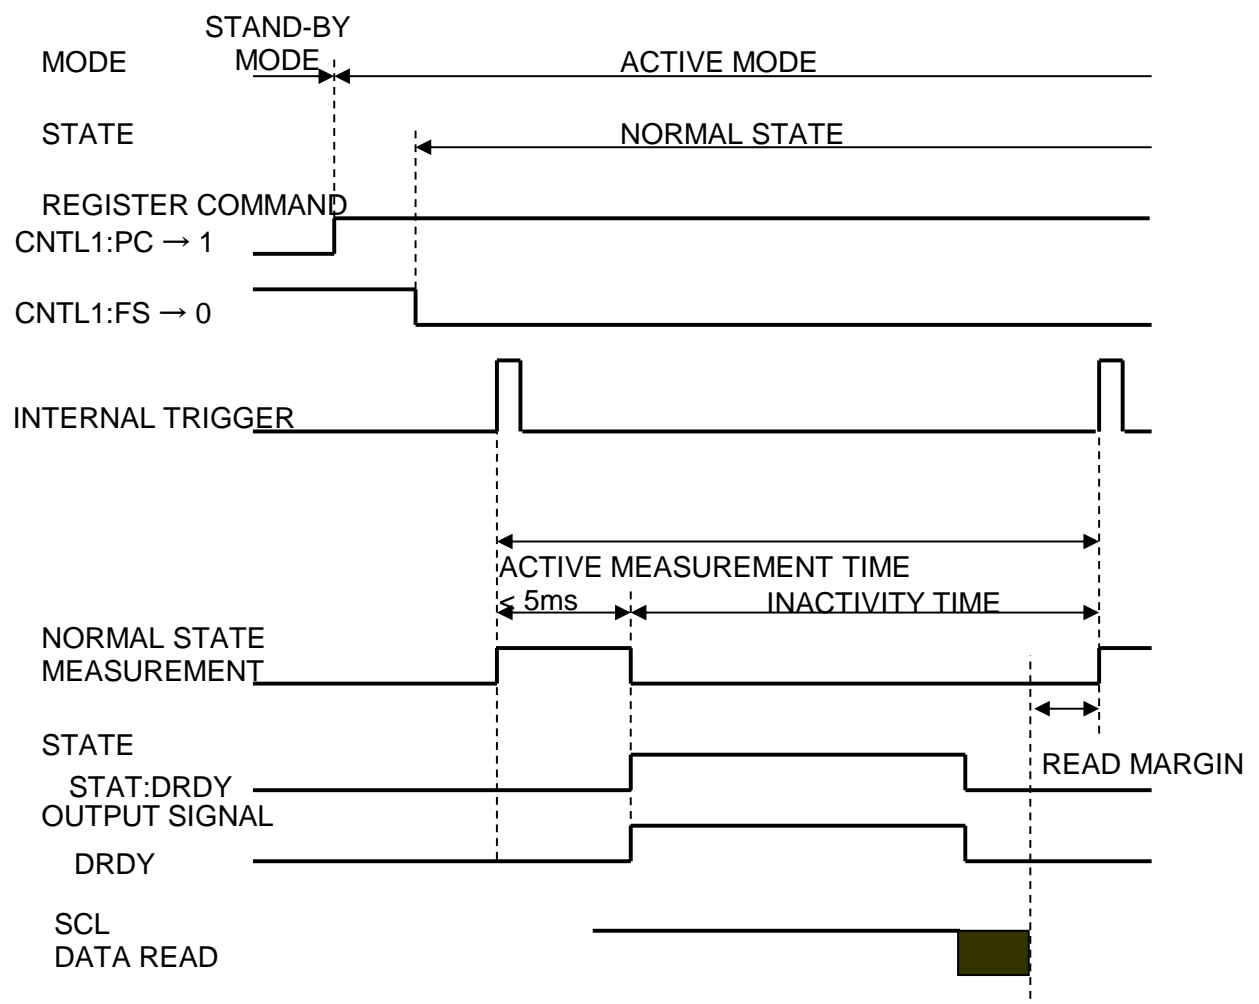 STAND-BY
MODE MODE ACTIVE MODE
STATE NORMAL STATE
REGISTER COMMAND
CNTL1:PC → 1
CNTL1:FS → 0
INTERNAL TRIGGER
ACTIVE MEASUREMENT TIME
< 5ms INACTIVITY TIME
NORMAL STATE
MEASUREMENT
STATE
READ MARGIN
STAT:DRDY
OUTPUT SIGNAL
DRDY
SCL
DATA READ